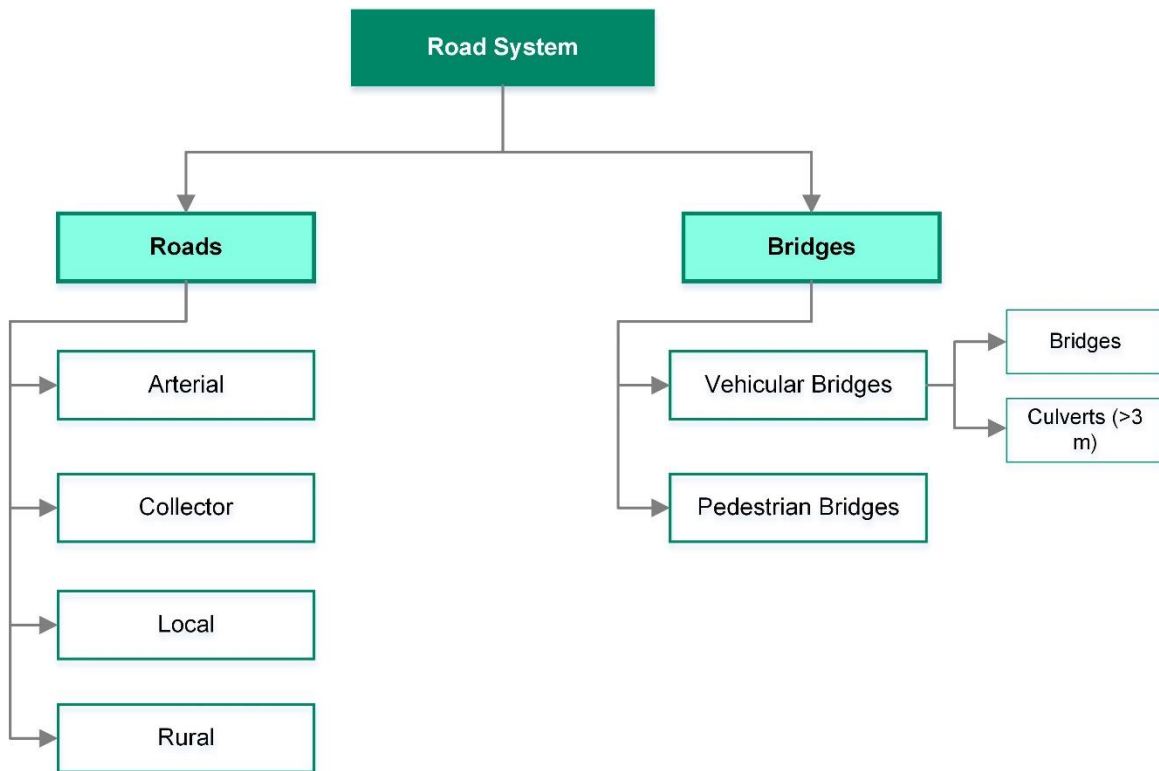 Road System
Roads
Bridges
Arterial
Collector
Local
Rural
Vehicular Bridges
Pedestrian Bridges
Bridges
Culverts (>3
m)